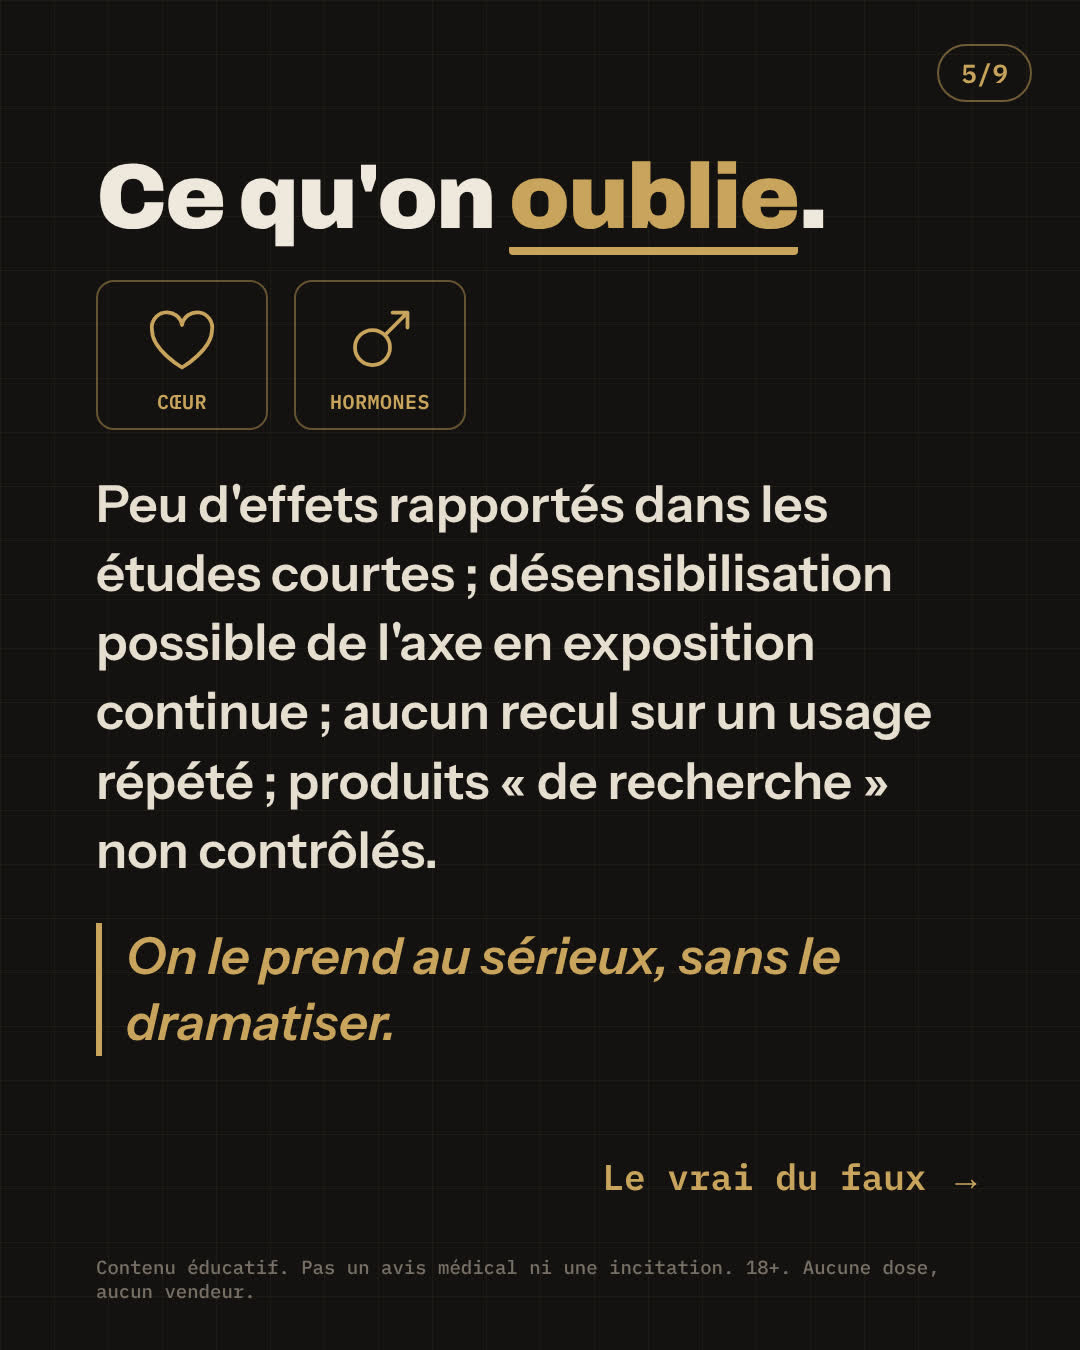 5/9
Ce qu'on oublie.
CŒUR
HORMONES
Peu d'effets rapportés dans les
études courtes ; désensibilisation
possible de l'axe en exposition
continue ; aucun recul sur un usage
répété ; produits « de recherche »
non contrôlés.
On le prend au sérieux, sans le
dramatiser.
Le vrai du faux →
Contenu éducatif. Pas un avis médical ni une incitation. 18+. Aucune dose,
aucun vendeur.